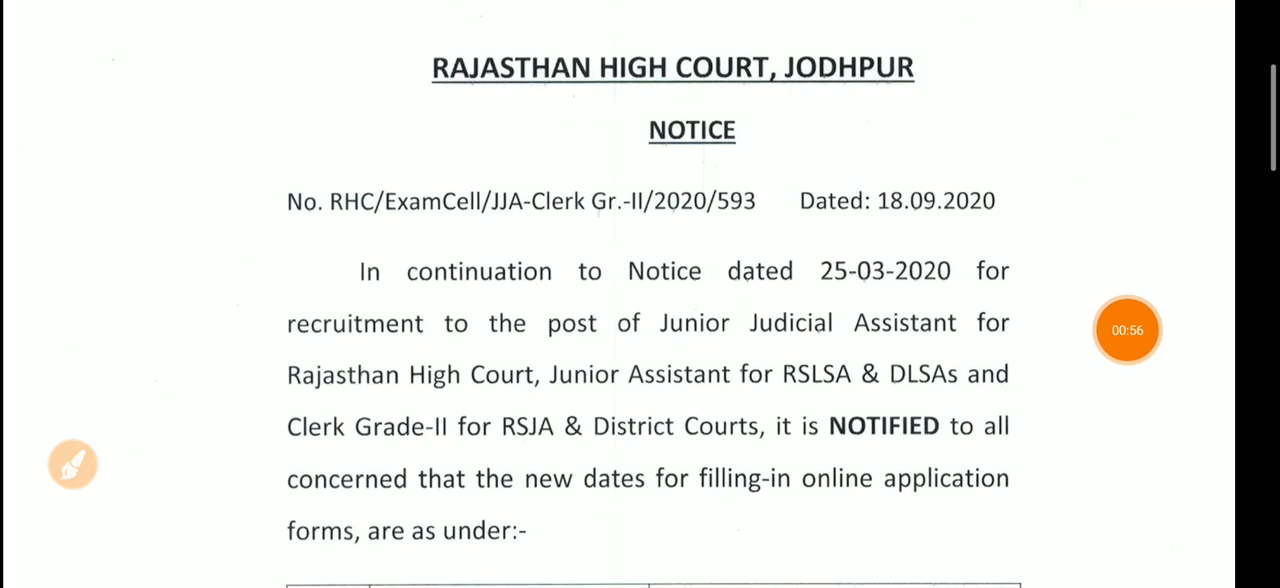 RAJASTHAN HIGH COURT, JODHPUR
NOTICE
No. RHC/ExamCell/JJA-Clerk Gr.-II/2020/593 Dated: 18.09.2020
In continuation to Notice dated 25-03-2020 for
recruitment to the post of Junior Judicial Assistant for
Rajasthan High Court, Junior Assistant for RSLSA & DLSAs and
Clerk Grade-II for RSJA & District Courts, it is NOTIFIED to all
concerned that the new dates for filling-in online application
forms, are as under:-
00:56